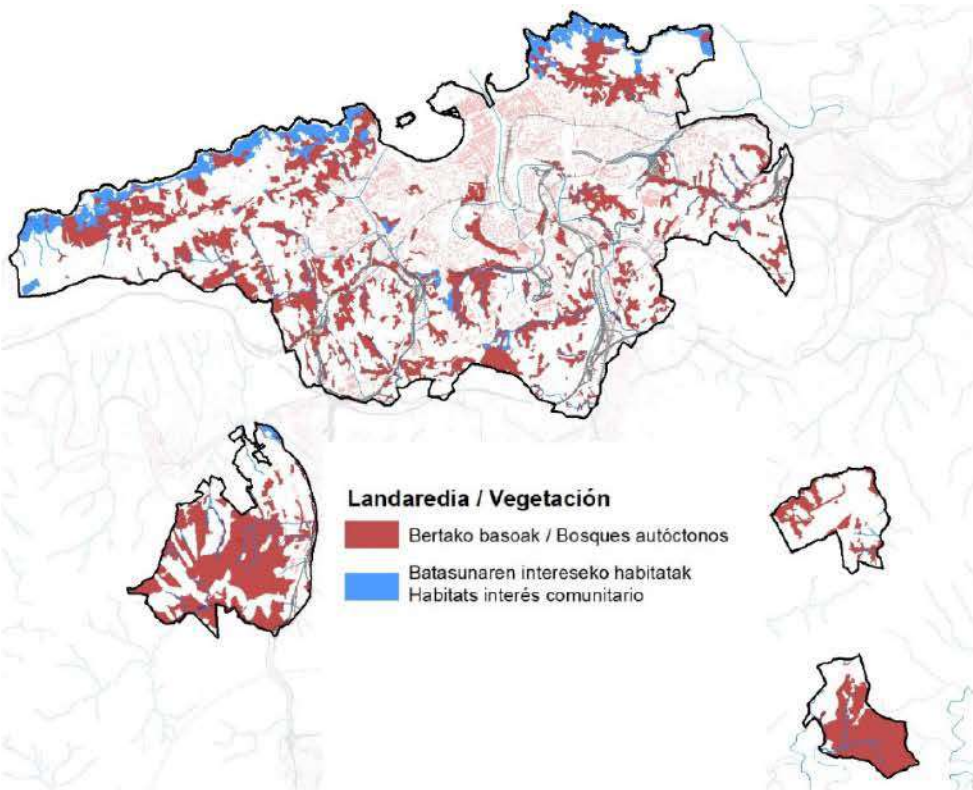 Landaredia / Vegetación
Bertako basoak / Bosques autóctonos
Batasunaren intereseko habitatak
Habitats interés comunitario